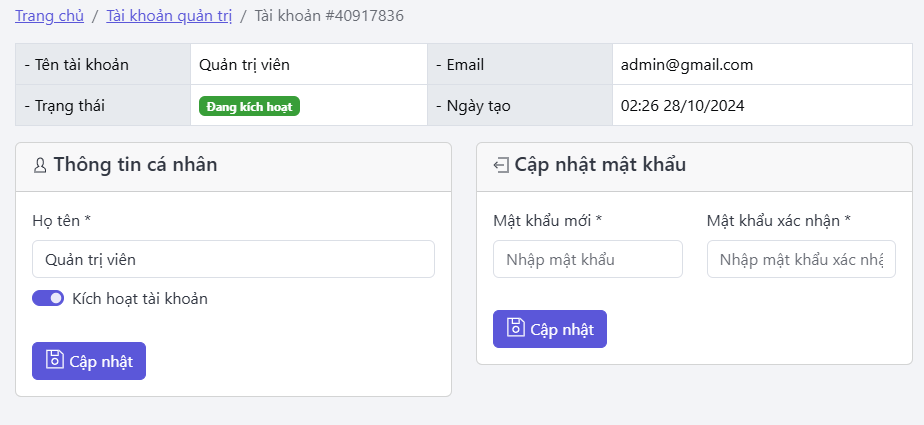 Trang chủ / Tài khoản quản trị / Tài khoản #40917836
- Tên tài khoản Quản trị viên - Email admin@gmail.com
- Trạng thái Đang kích hoạt - Ngày tạo 02:26 28/10/2024
Thông tin cá nhân
Họ tên *
Quản trị viên
Kích hoạt tài khoản
Cập nhật
Cập nhật mật khẩu
Mật khẩu mới * Mật khẩu xác nhận *
Nhập mật khẩu Nhập mật khẩu xác nhậ
Cập nhật